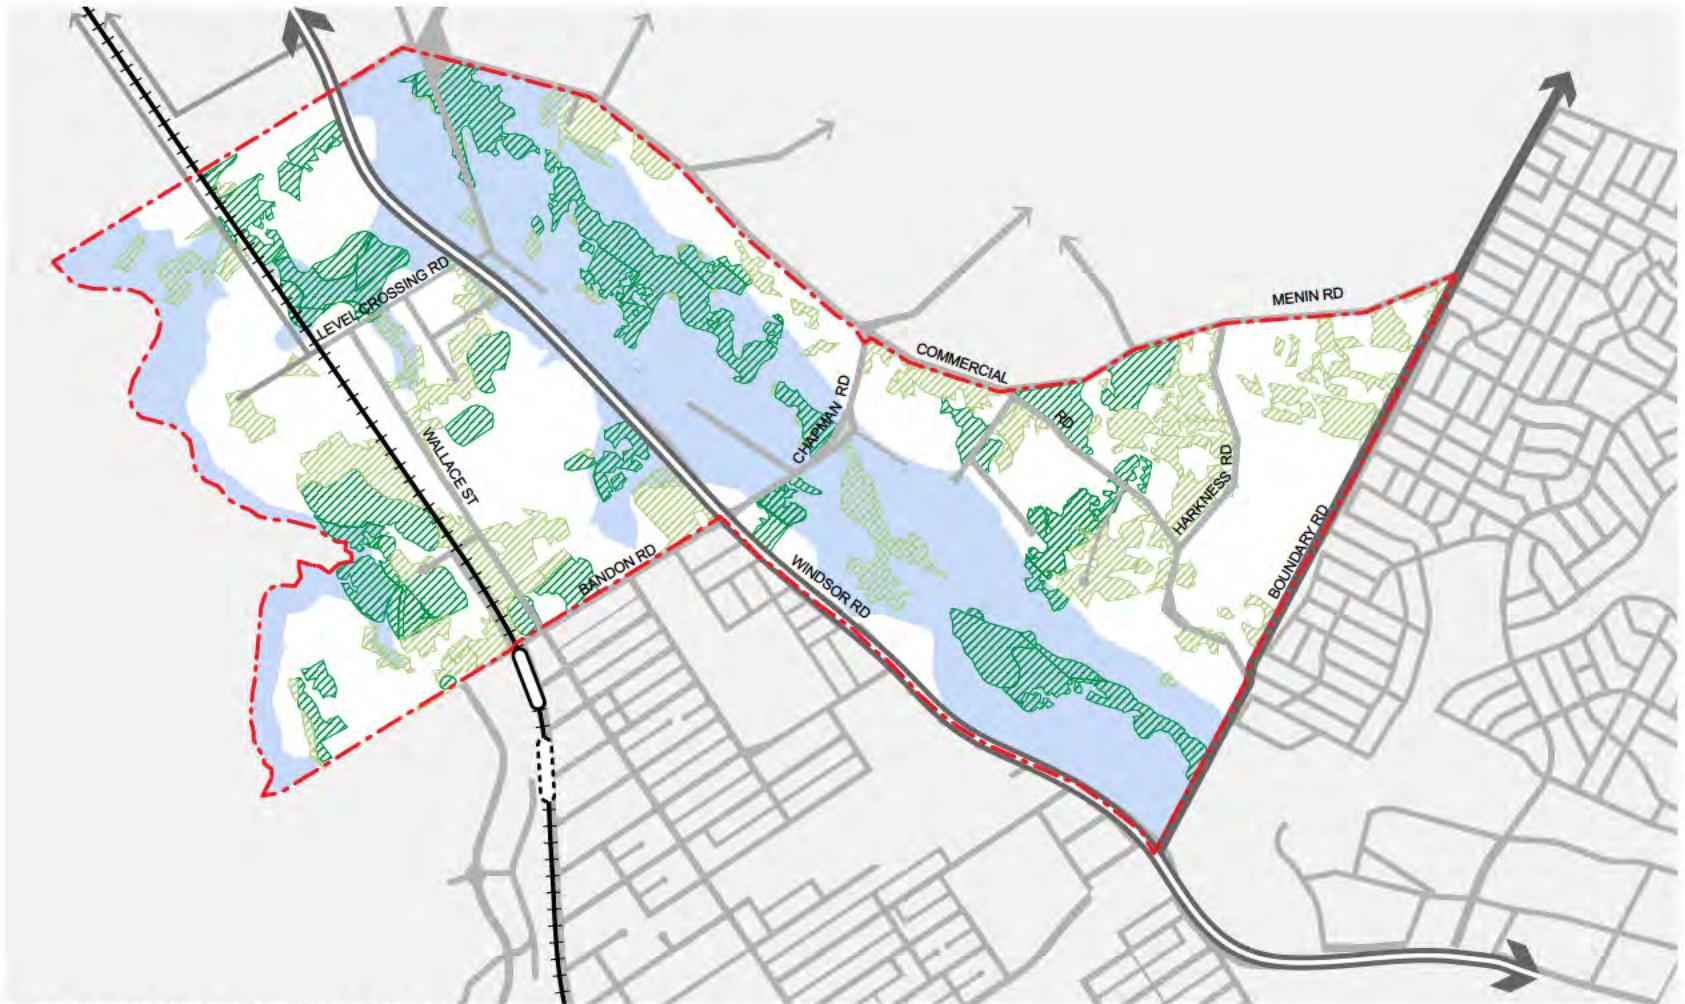 LEVEL CROSSING RD
MENIN RD
COMMERCIAL
RD
CHAPMAN RD
WALLACE ST
HARKNESS RD
BANDON RD
WINDSOR RD
BOUNDARY RD